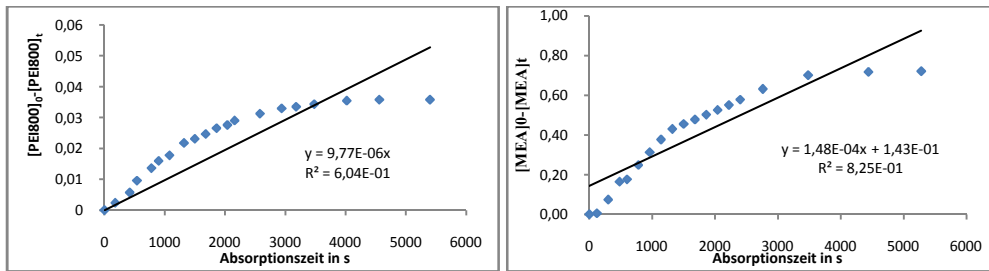 [PEI800]0-[PEI800]t
0,06
0,05
0,04
0,03
0,02
0,01
0
y = 9,77E-06x
R² = 6,04E-01
0 1000 2000 3000 4000 5000 6000
Absorptionszeit in s
[MEA]0-[MEA]t
1,00
0,80
0,60
0,40
0,20
0,00
y = 1,48E-04x + 1,43E-01
R² = 8,25E-01
0 1000 2000 3000 4000 5000 6000
Absorptionszeit in s